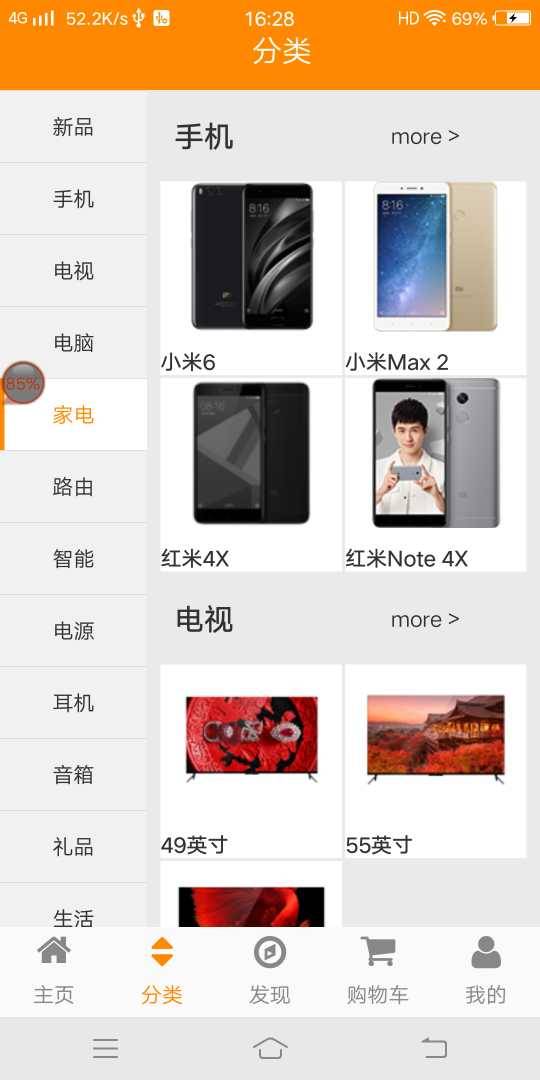 4G 52.2K/s 16:28 HD 69%
分类
新品
手机
电视
电脑
85%
家电
路由
智能
电源
耳机
音箱
礼品
生活
手机 more >
8:16
8:16
小米6 小米Max 2
08:16
红米4X 红米Note 4X
电视 more >
49英寸 55英寸
主页 分类 发现 购物车 我的